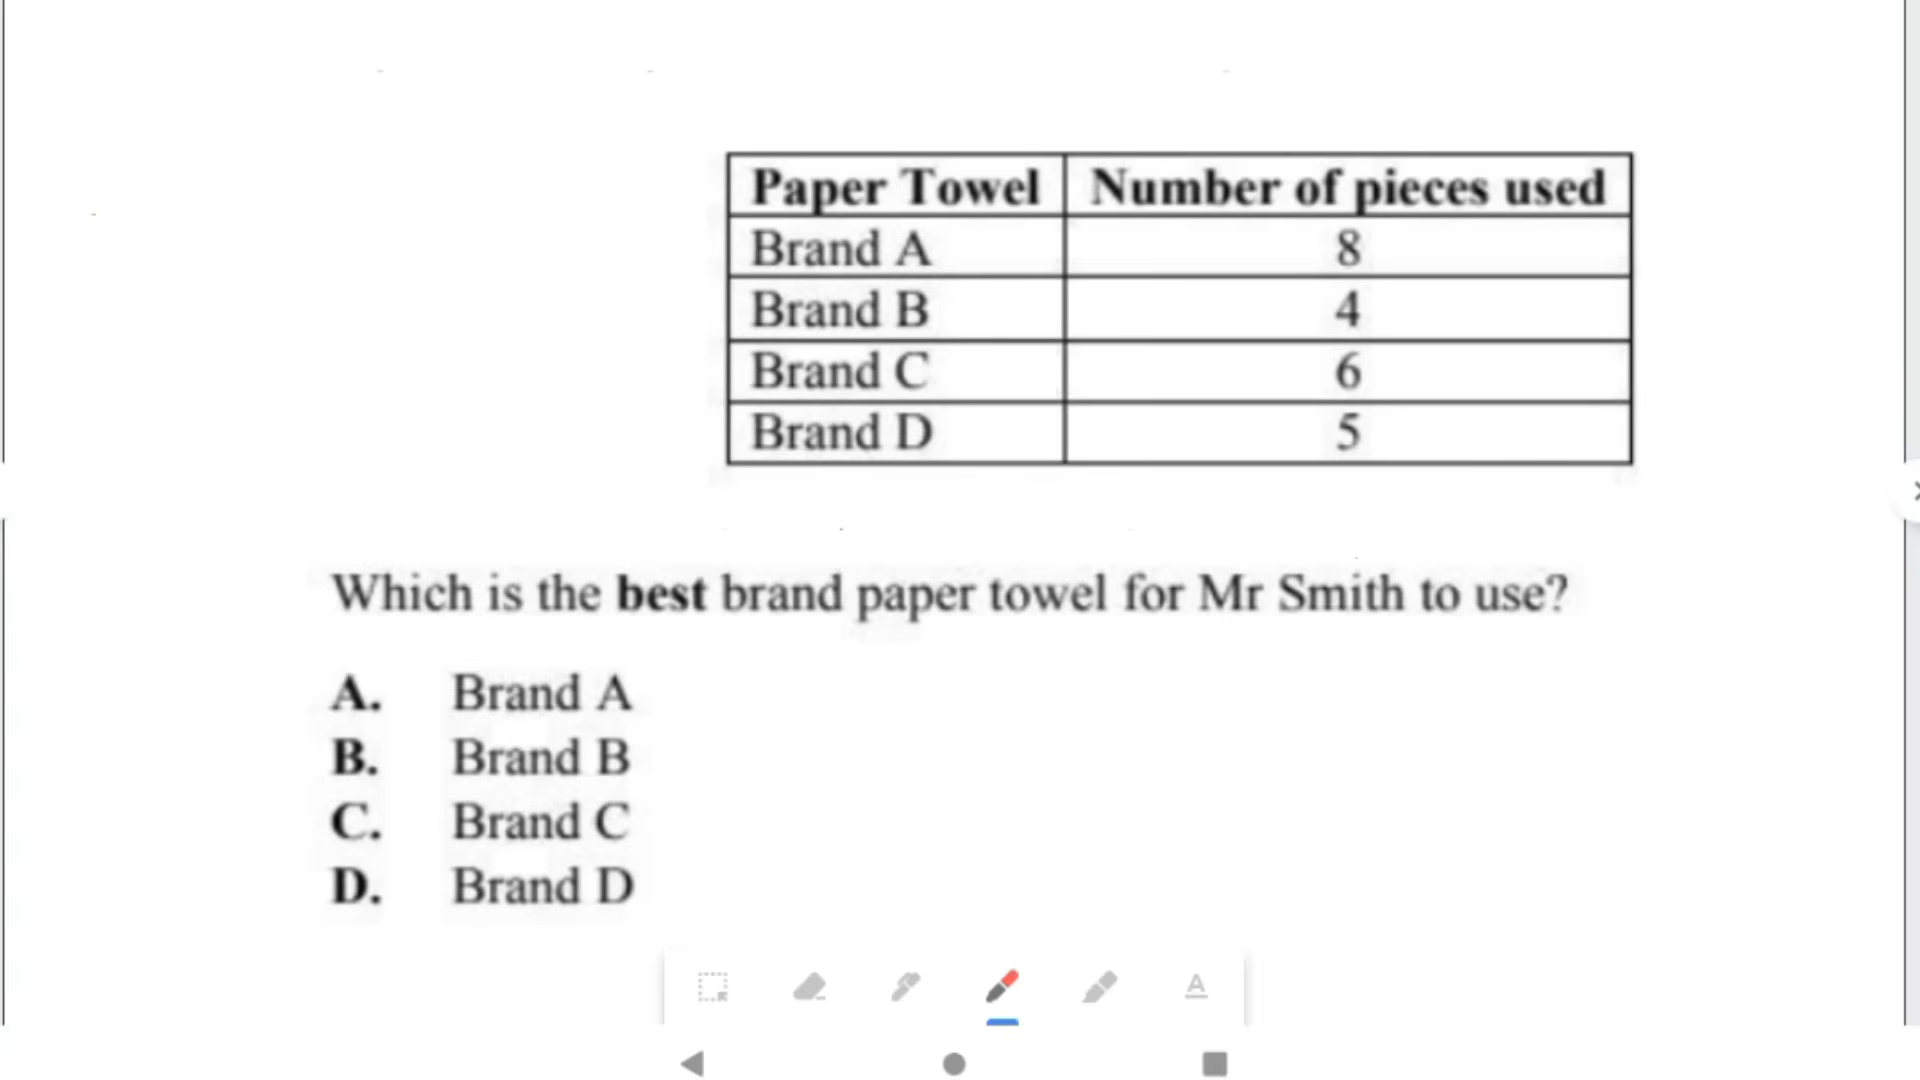 Paper Towel Number of pieces used
Brand A 8
Brand B 4
Brand C 6
Brand D 5
Which is the best brand paper towel for Mr Smith to use?
A. Brand A
B. Brand B
C. Brand C
D. Brand D
A